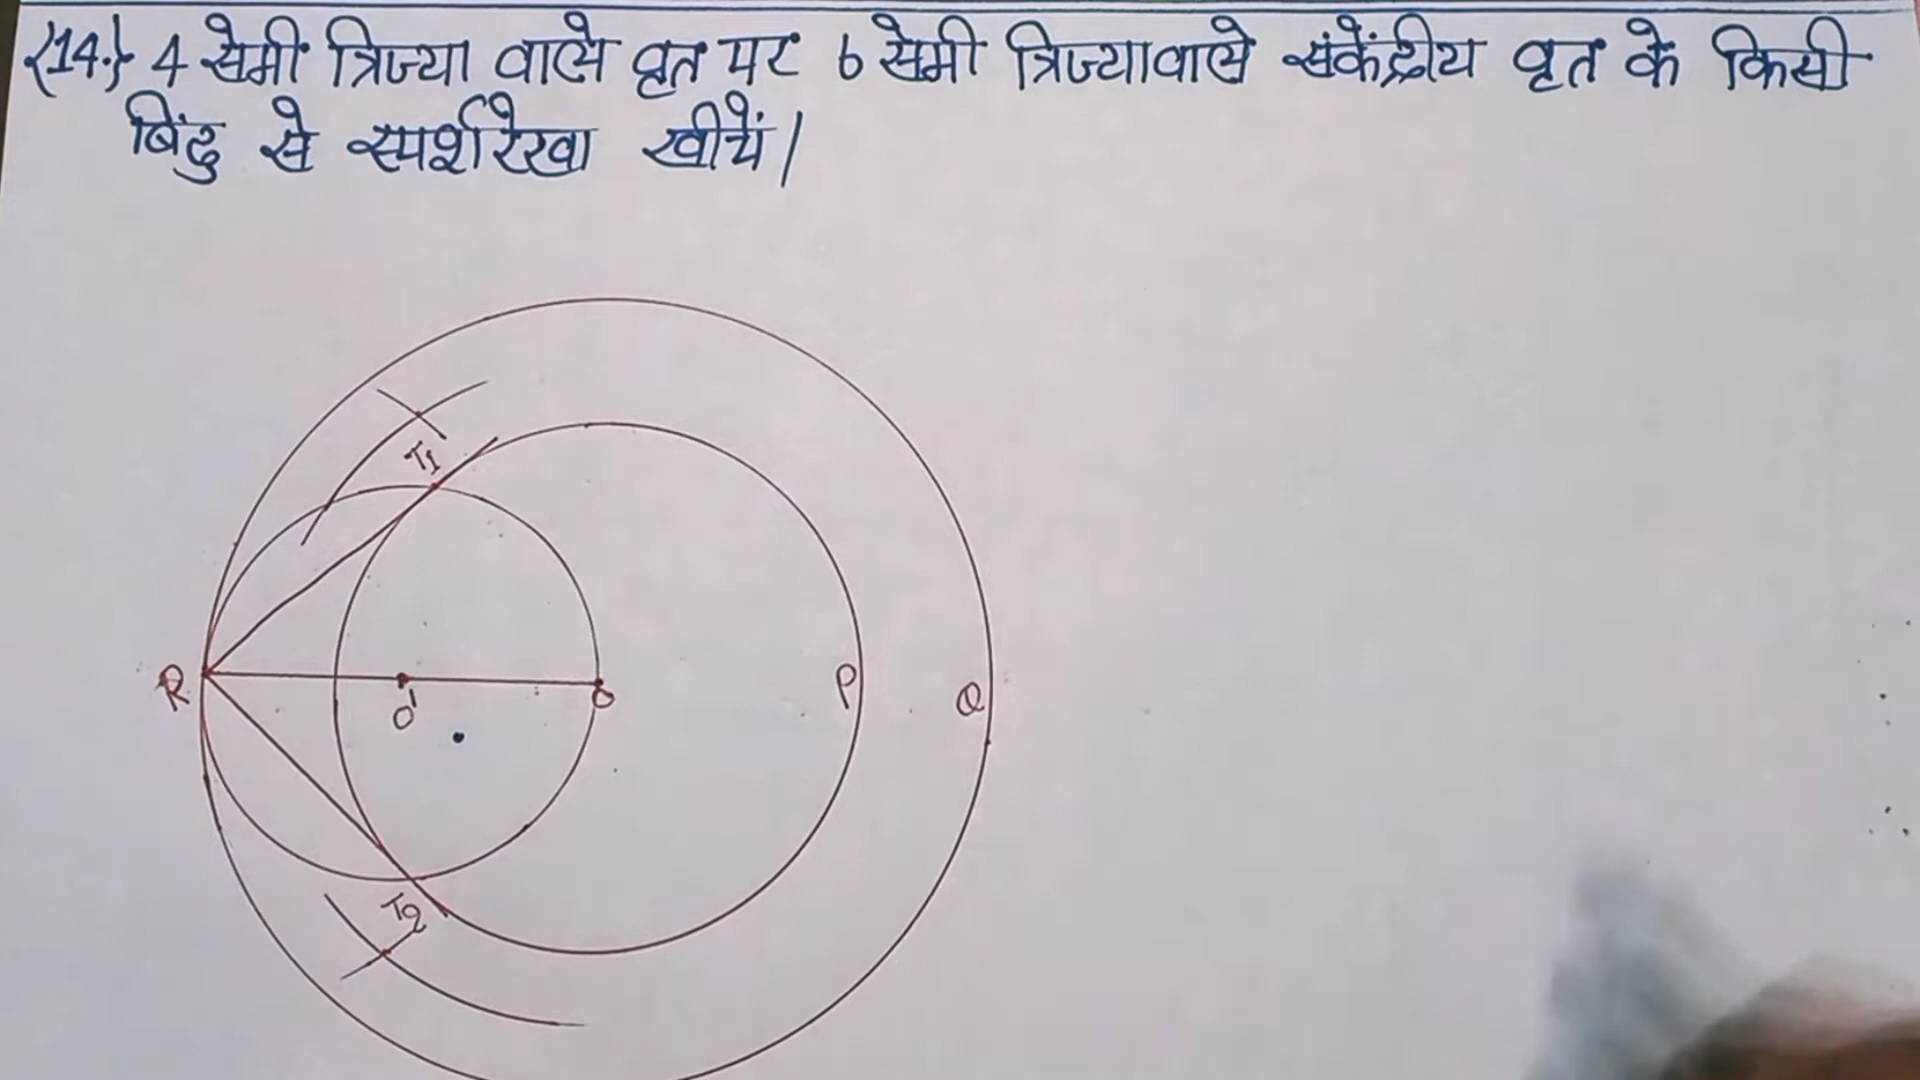 {14.} 4 सेमी त्रिज्या वाले वृत पर 6 सेमी त्रिज्यावाले संकेंद्रीय वृत के किसी
बिंदु से स्पर्शरेखा खीचें।
T1
R
O'
O
P
Q
T2